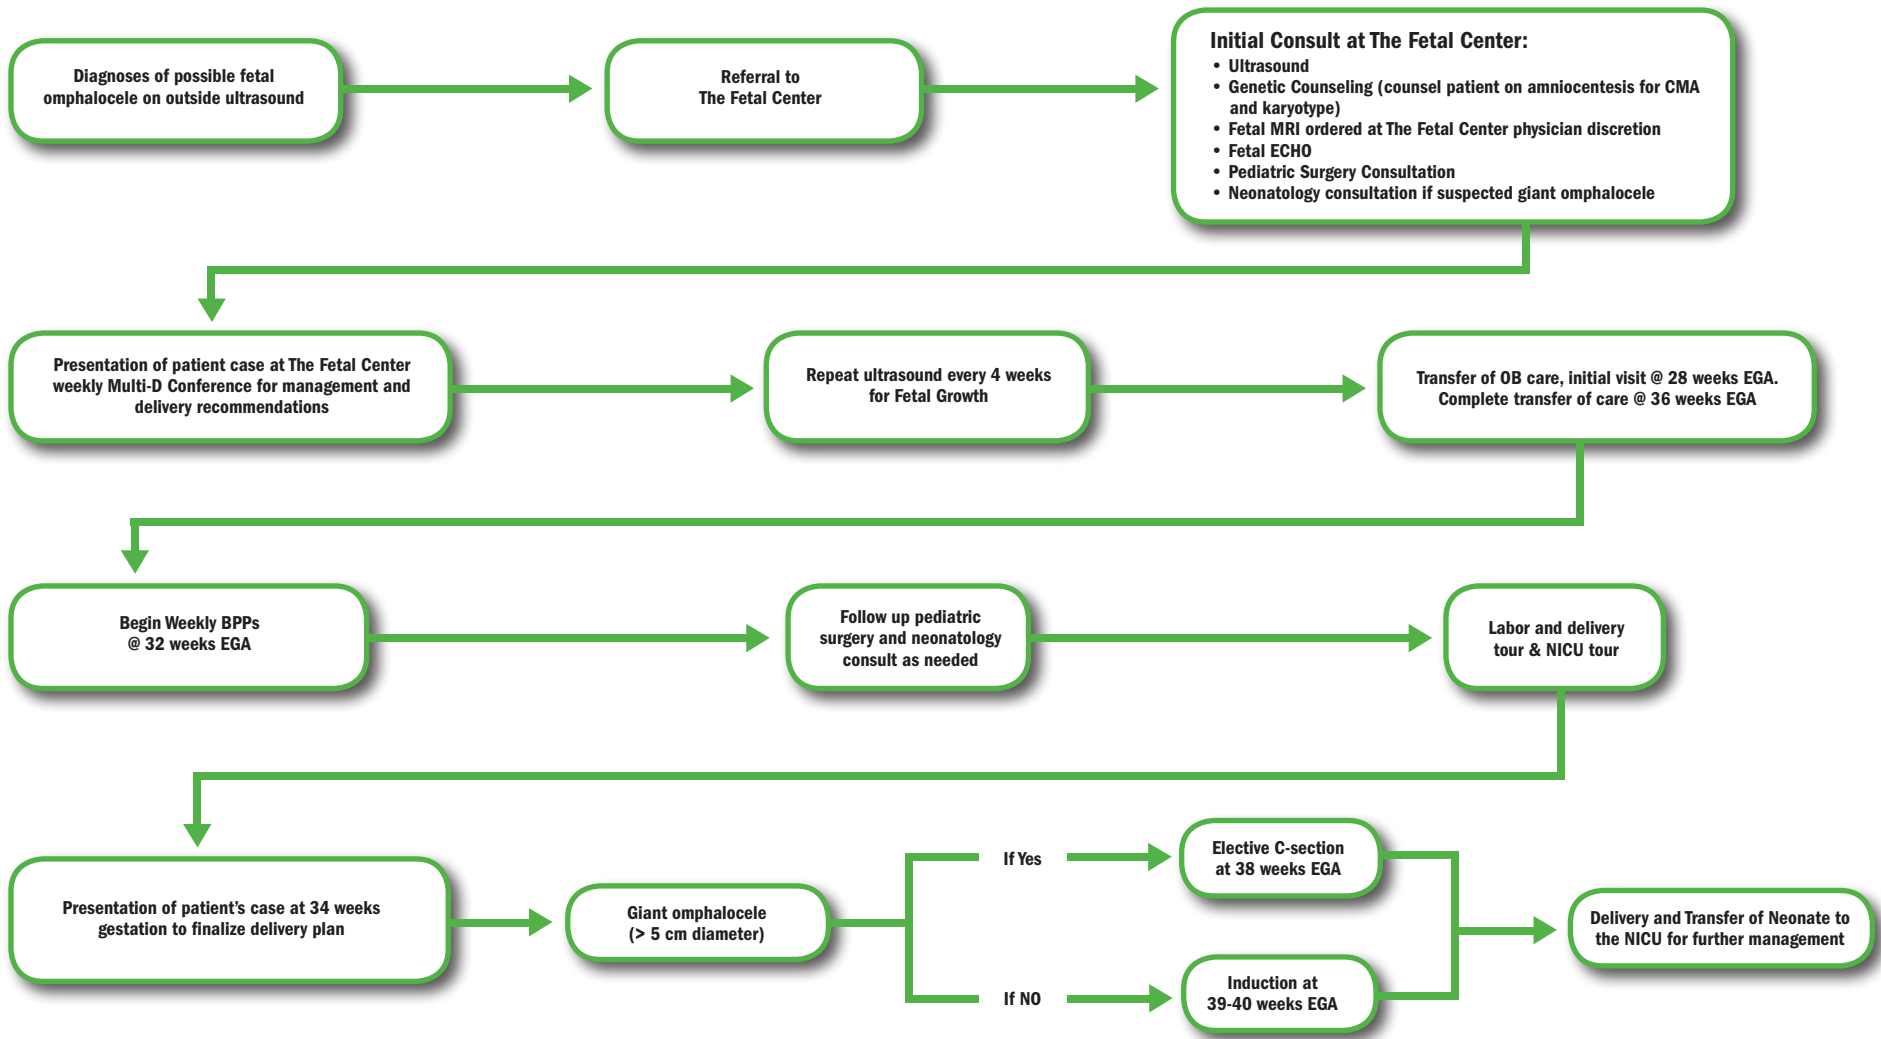 Diagnoses of possible fetal
omphalocele on outside ultrasound
Referral to
The Fetal Center
Initial Consult at The Fetal Center:
• Ultrasound
• Genetic Counseling (counsel patient on amniocentesis for CMA
and karyotype)
• Fetal MRI ordered at The Fetal Center physician discretion
• Fetal ECHO
• Pediatric Surgery Consultation
• Neonatology consultation if suspected giant omphalocele
Presentation of patient case at The Fetal Center
weekly Multi-D Conference for management and
delivery recommendations
Repeat ultrasound every 4 weeks
for Fetal Growth
Transfer of OB care, initial visit @ 28 weeks EGA.
Complete transfer of care @ 36 weeks EGA
Begin Weekly BPPs
@ 32 weeks EGA
Follow up pediatric
surgery and neonatology
consult as needed
Labor and delivery
tour & NICU tour
Presentation of patient’s case at 34 weeks
gestation to finalize delivery plan
Giant omphalocele
(> 5 cm diameter)
If Yes
Elective C-section
at 38 weeks EGA
If NO
Induction at
39-40 weeks EGA
Delivery and Transfer of Neonate to
the NICU for further management